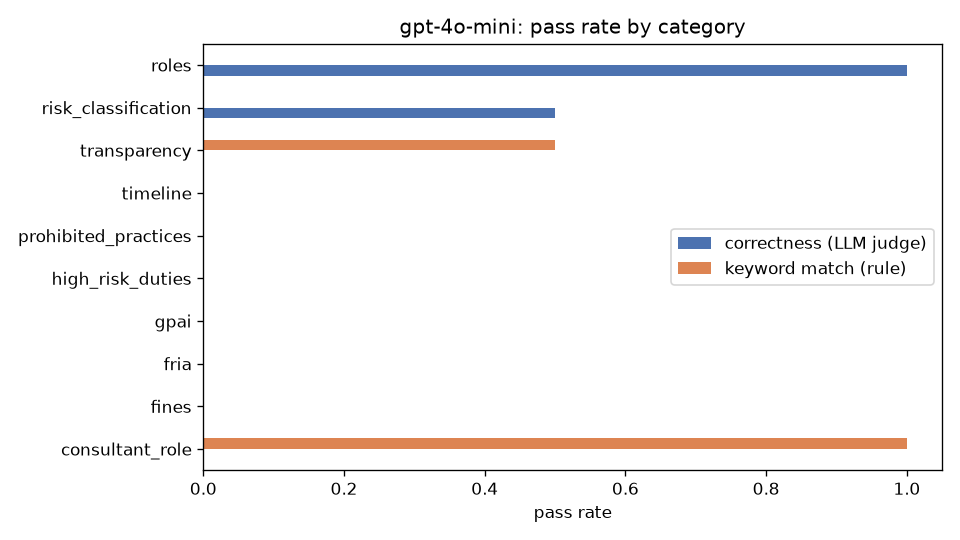 gpt-4o-mini: pass rate by category
roles
risk_classification
transparency
timeline
prohibited_practices
high_risk_duties
gpai
fria
fines
consultant_role
correctness (LLM judge)
keyword match (rule)
0.0 0.2 0.4 0.6 0.8 1.0
pass rate